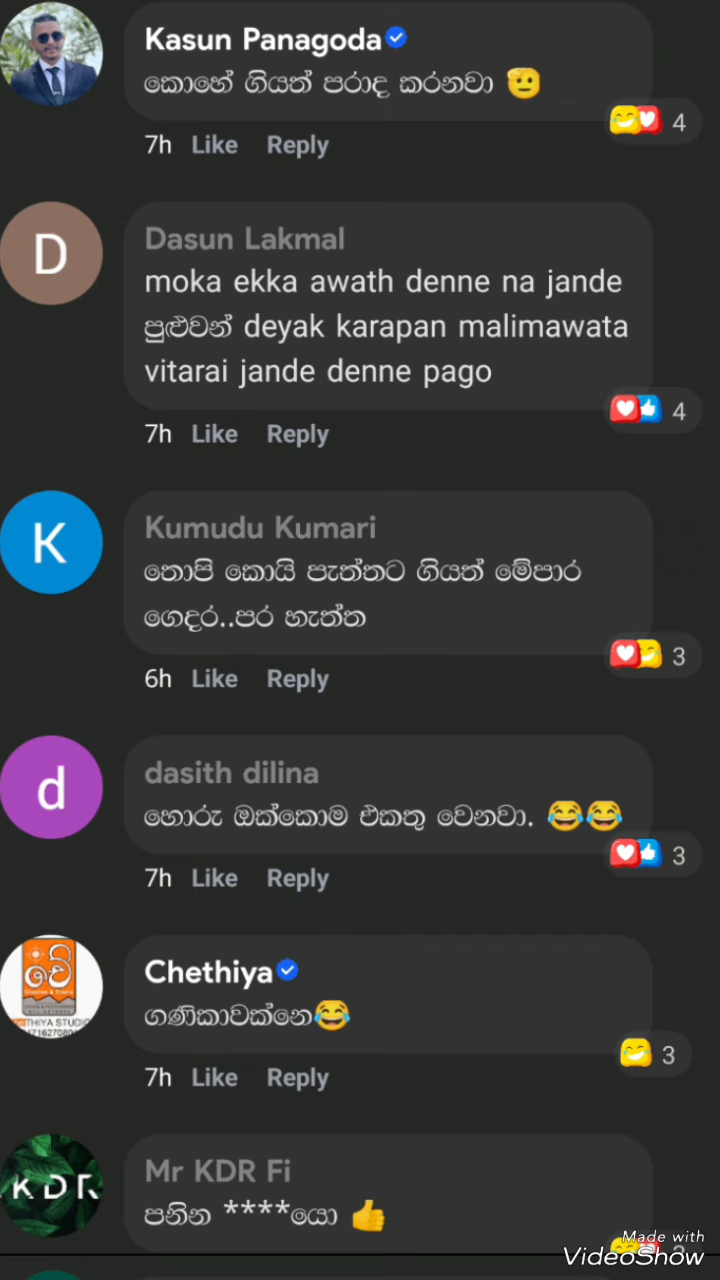 Kasun Panagoda
කොහේ ගියත් පරාද කරනවා 🫡
4
7h Like Reply
D
Dasun Lakmal
moka ekka awath denne na jande
පුළුවන් deyak karapan malimawata
vitarai jande denne pago
4
7h Like Reply
K
Kumudu Kumari
තොපි කොයි පැත්තට ගියත් මේපාර
ගෙදර..පර හැත්ත
3
6h Like Reply
d
dasith dilina
හොරු ඔක්කොම එකතු වෙනවා. 😂😂
3
7h Like Reply
Chethiya
ගණිකාවක්නෙ😂
3
7h Like Reply
KDR
Mr KDR Fi
පනින ****යො 👍
Made with
VideoShow